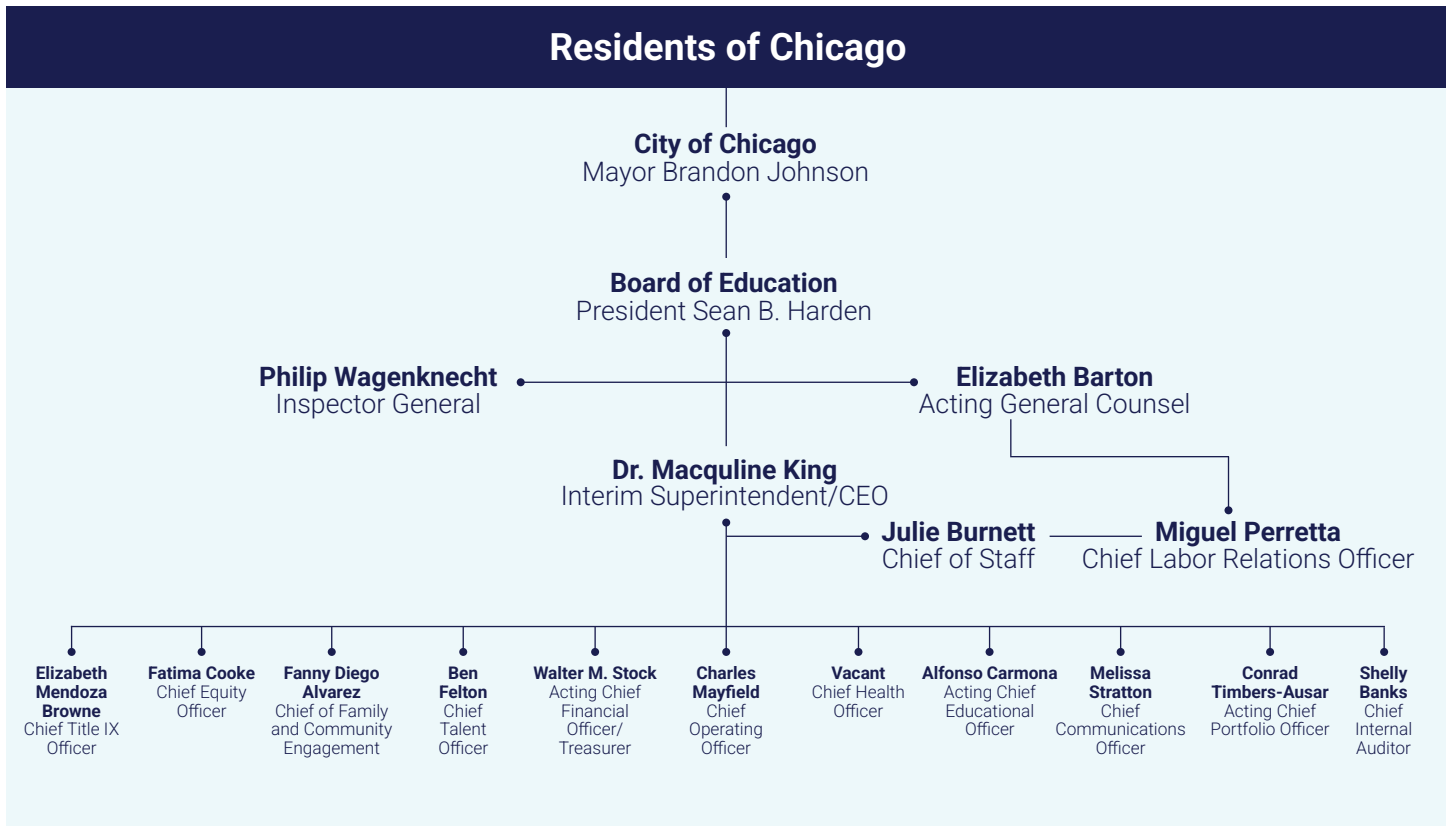 Residents of Chicago
City of Chicago
Mayor Brandon Johnson
Board of Education
President Sean B. Harden
Philip Wagenknecht
Inspector General
Elizabeth Barton
Acting General Counsel
Dr. Macquline King
Interim Superintendent/CEO
Julie Burnett
Chief of Staff
Miguel Perretta
Chief Labor Relations Officer
Elizabeth
Mendoza
Browne
Chief Title IX
Officer
Fatima Cooke
Chief Equity
Officer
Fanny Diego
Alvarez
Chief of Family
and Community
Engagement
Ben
Felton
Chief
Talent
Officer
Walter M. Stock
Acting Chief
Financial
Officer/
Treasurer
Charles
Mayfield
Chief
Operating
Officer
Vacant
Chief Health
Officer
Alfonso Carmona
Acting Chief
Educational
Officer
Melissa
Stratton
Chief
Communications
Officer
Conrad
Timbers-Ausar
Acting Chief
Portfolio Officer
Shelly
Banks
Chief
Internal
Auditor